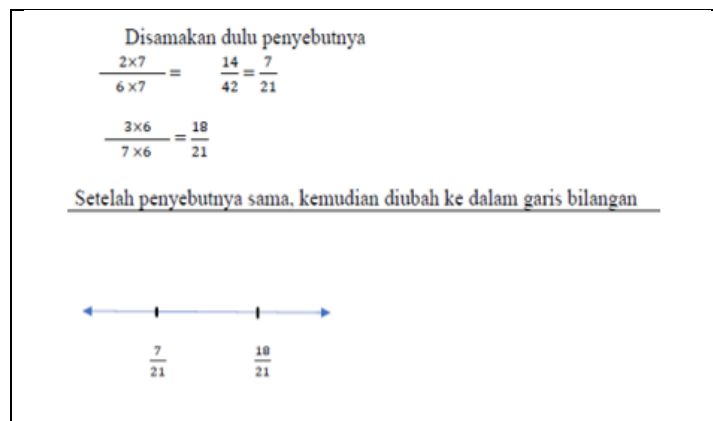 Disamakan dulu penyebutnya
2×7/6×7 = 14/42 = 7/21
3×6/7×6 = 18/21
Setelah penyebutnya sama, kemudian diubah ke dalam garis bilangan
7/21 18/21